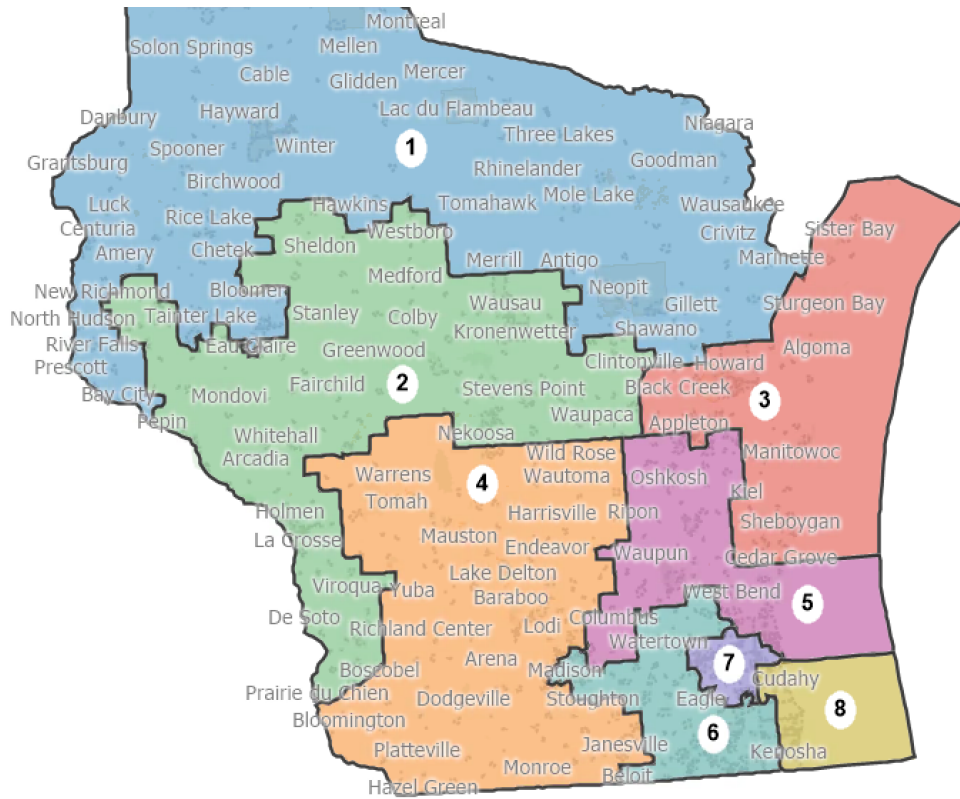 Montreal
Solon Springs
Mellen
Cable
Glidden
Mercer
Hayward
Lac du Flambeau
Danbury
Three Lakes
Niagara
Spooner
Winter
1
Grantsburg
Rhinelander
Goodman
Birchwood
Mole Lake
Luck
Hawkins
Tomahawk
Wausaukee
Rice Lake
Centuria
Westboro
Crivitz
Sister Bay
Amery
Chetek
Sheldon
Merrill
Antigo
Marinette
Medford
New Richmond
Bloomer
Neopit
Wausau
Gillett
Sturgeon Bay
North Hudson
Tainter Lake
Stanley
Colby
Kronenwetter
Shawano
River Falls
Eau Claire
Greenwood
Algoma
Prescott
Clintonville
Howard
Bay City
Mondovi
Fairchild
2
Stevens Point
Black Creek
3
Pepin
Waupaca
Appleton
Whitehall
Nekoosa
Arcadia
Wild Rose
Manitowoc
Warrens
4
Wautoma
Oshkosh
Kiel
Tomah
Holmen
Harrisville
Ribon
Sheboygan
La Crosse
Mauston
Endeavor
Waupun
Cedar Grove
Viroqua
Yuba
Lake Delton
West Bend
Baraboo
5
De Soto
Richland Center
Lodi
Columbus
Watertown
Boscobel
Arena
Madison
7
Cudahy
Prairie du Chien
Dodgeville
Stoughton
Eagle
8
Bloomington
6
Platteville
Janesville
Kenosha
Monroe
Beloit
Hazel Green